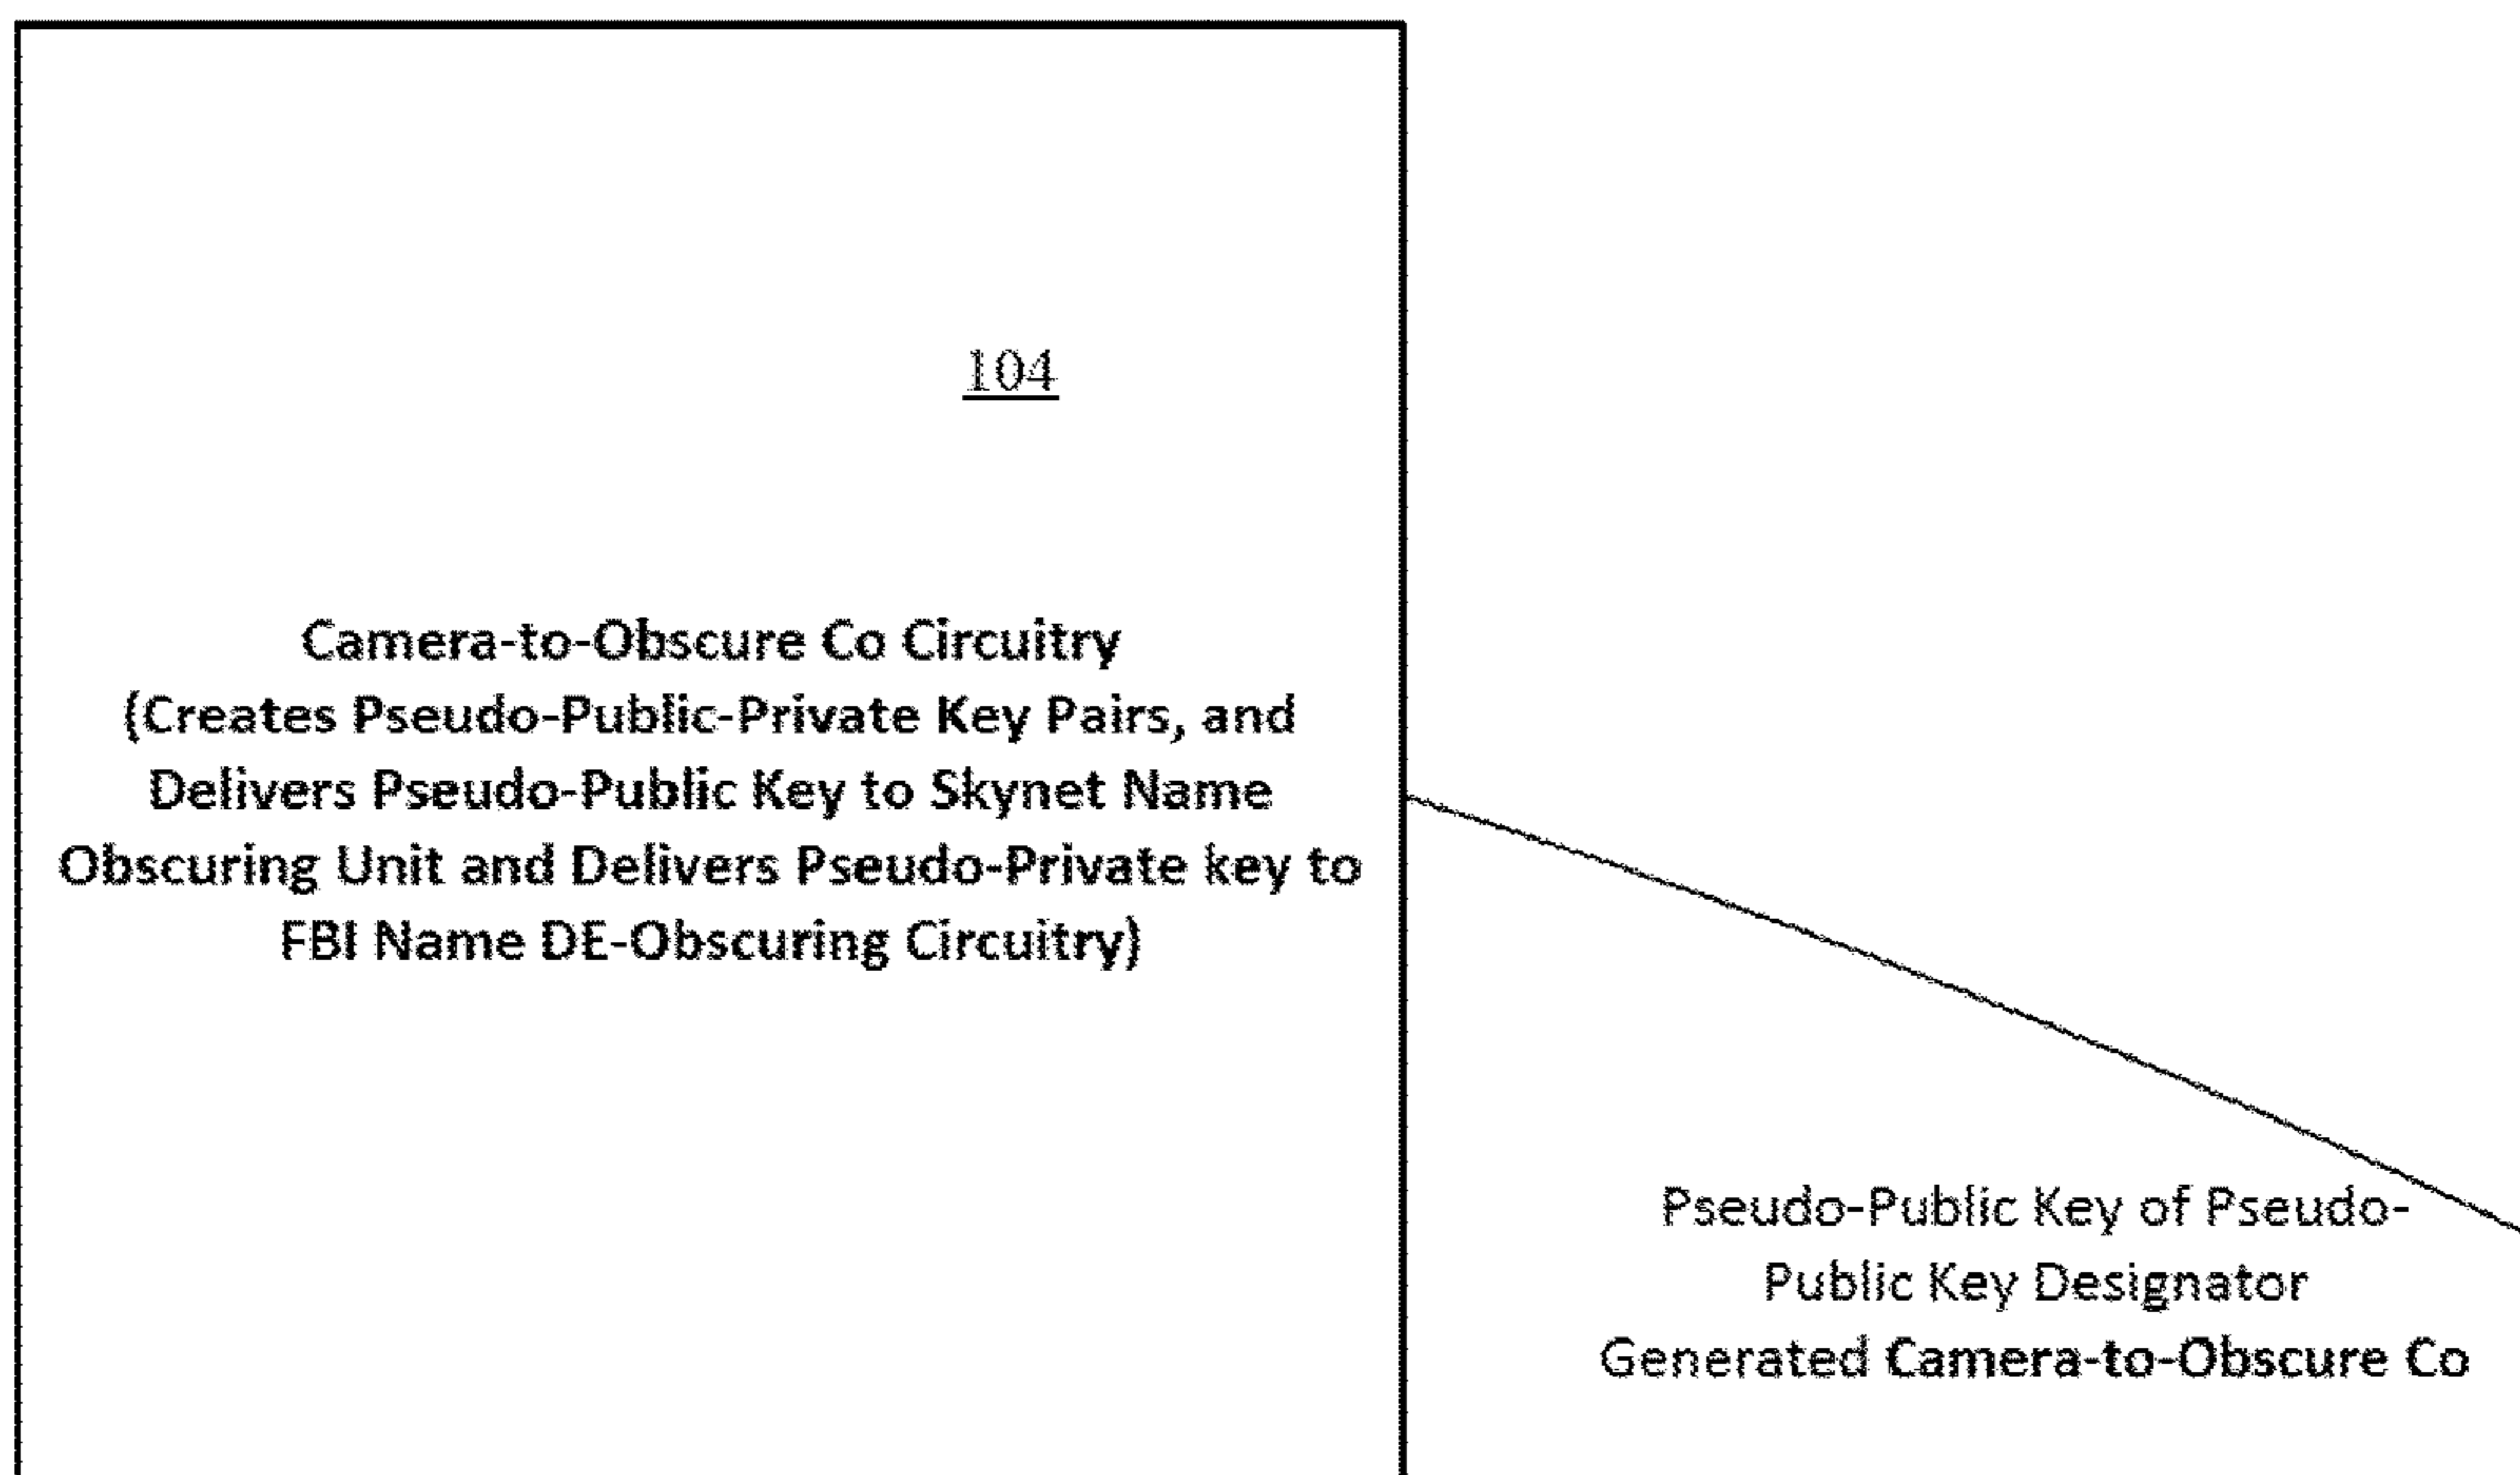 104
Camera-to-Obscure Co Circuitry
(Creates Pseudo-Public-Private Key Pairs, and
Delivers Pseudo-Public Key to Skynet Name
Obscuring Unit and Delivers Pseudo-Private key to
FBI Name DE-Obscuring Circuitry)
Pseudo-Public Key of Pseudo-
Public Key Designator
Generated Camera-to-Obscure Co